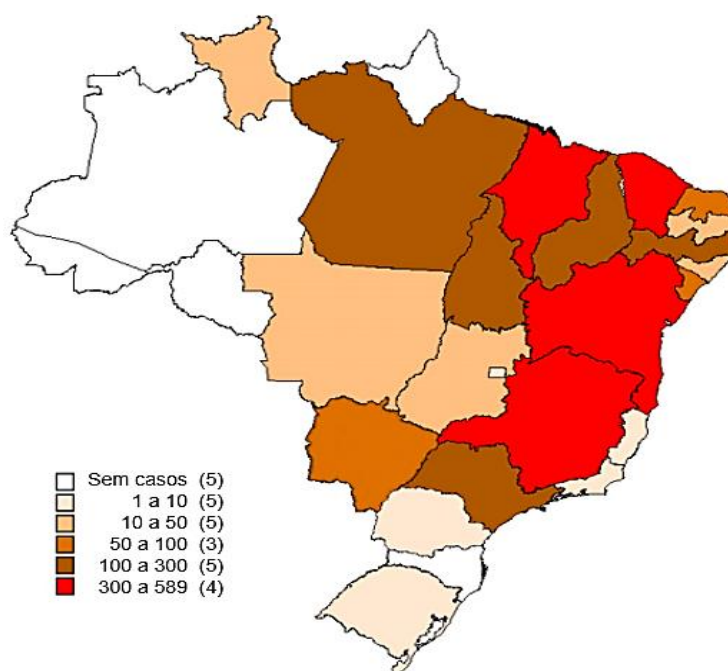 Sem casos (5)
1 a 10 (5)
10 a 50 (5)
50 a 100 (3)
100 a 300 (5)
300 a 589 (4)